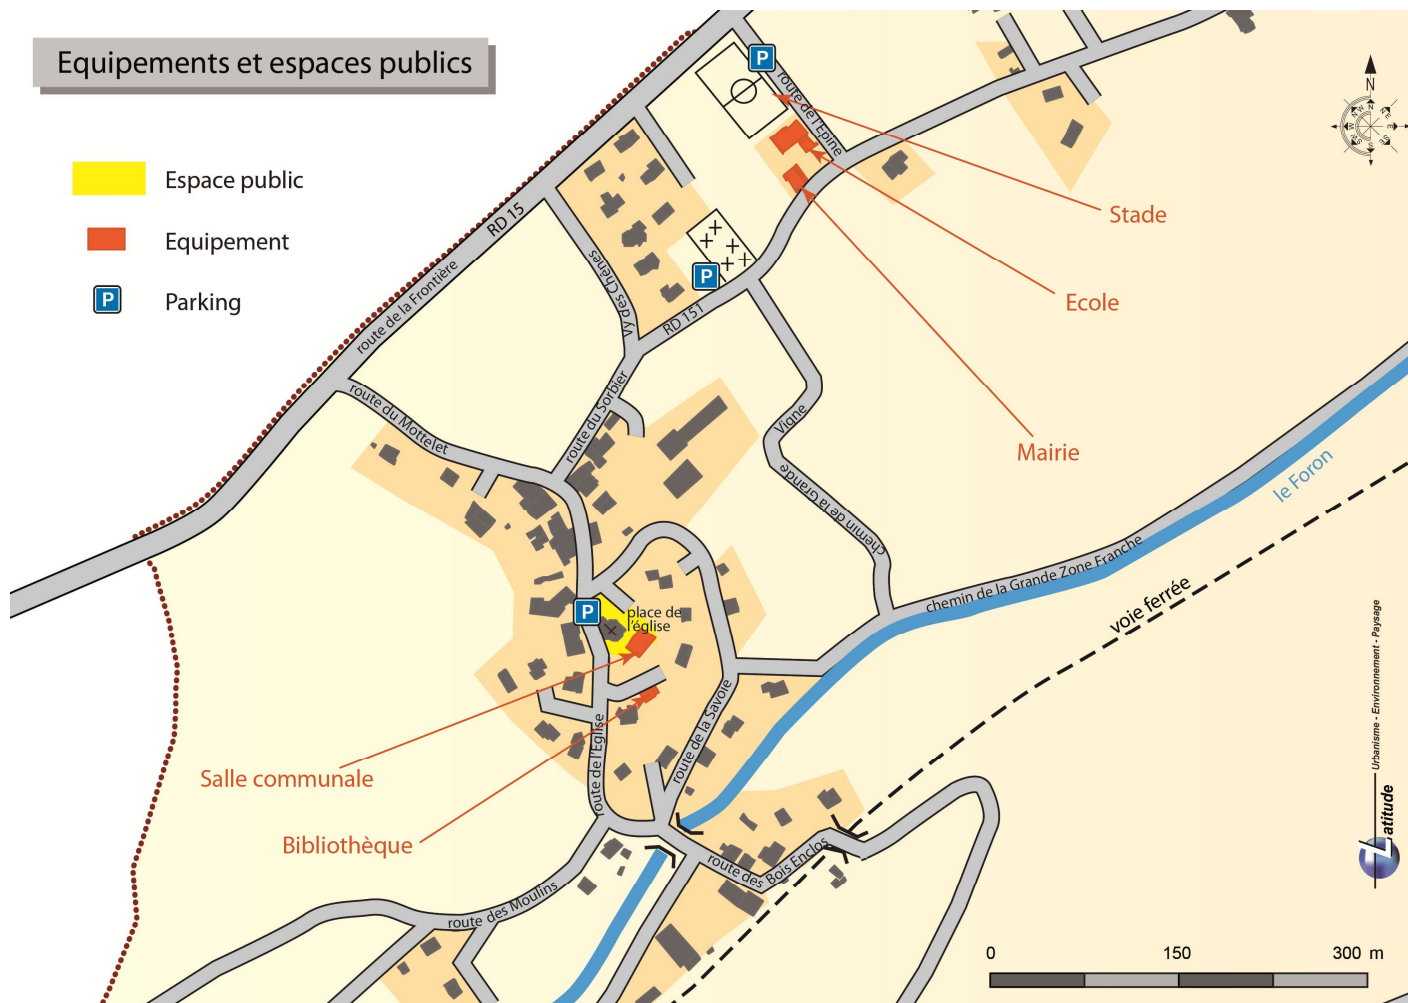 Equipements et espaces publics
Espace public
Equipement
P
Parking
P
route de l'Epine
N
Stade
RD 15
route de la Frontière
Vy des Chênes
P
RD 151
Ecole
Mairie
route du Mottelet
route du Sorbier
chemin de la Grande Vigne
le Foron
chemin de la Grande Zone Franche
voie ferrée
P
place de
l'église
route de l'Eglise
route de la Savoie
Salle communale
Bibliothèque
route des Bois Enclos
route des Moulins
Latitude
Urbanisme - Environnement - Paysage
0 150 300 m